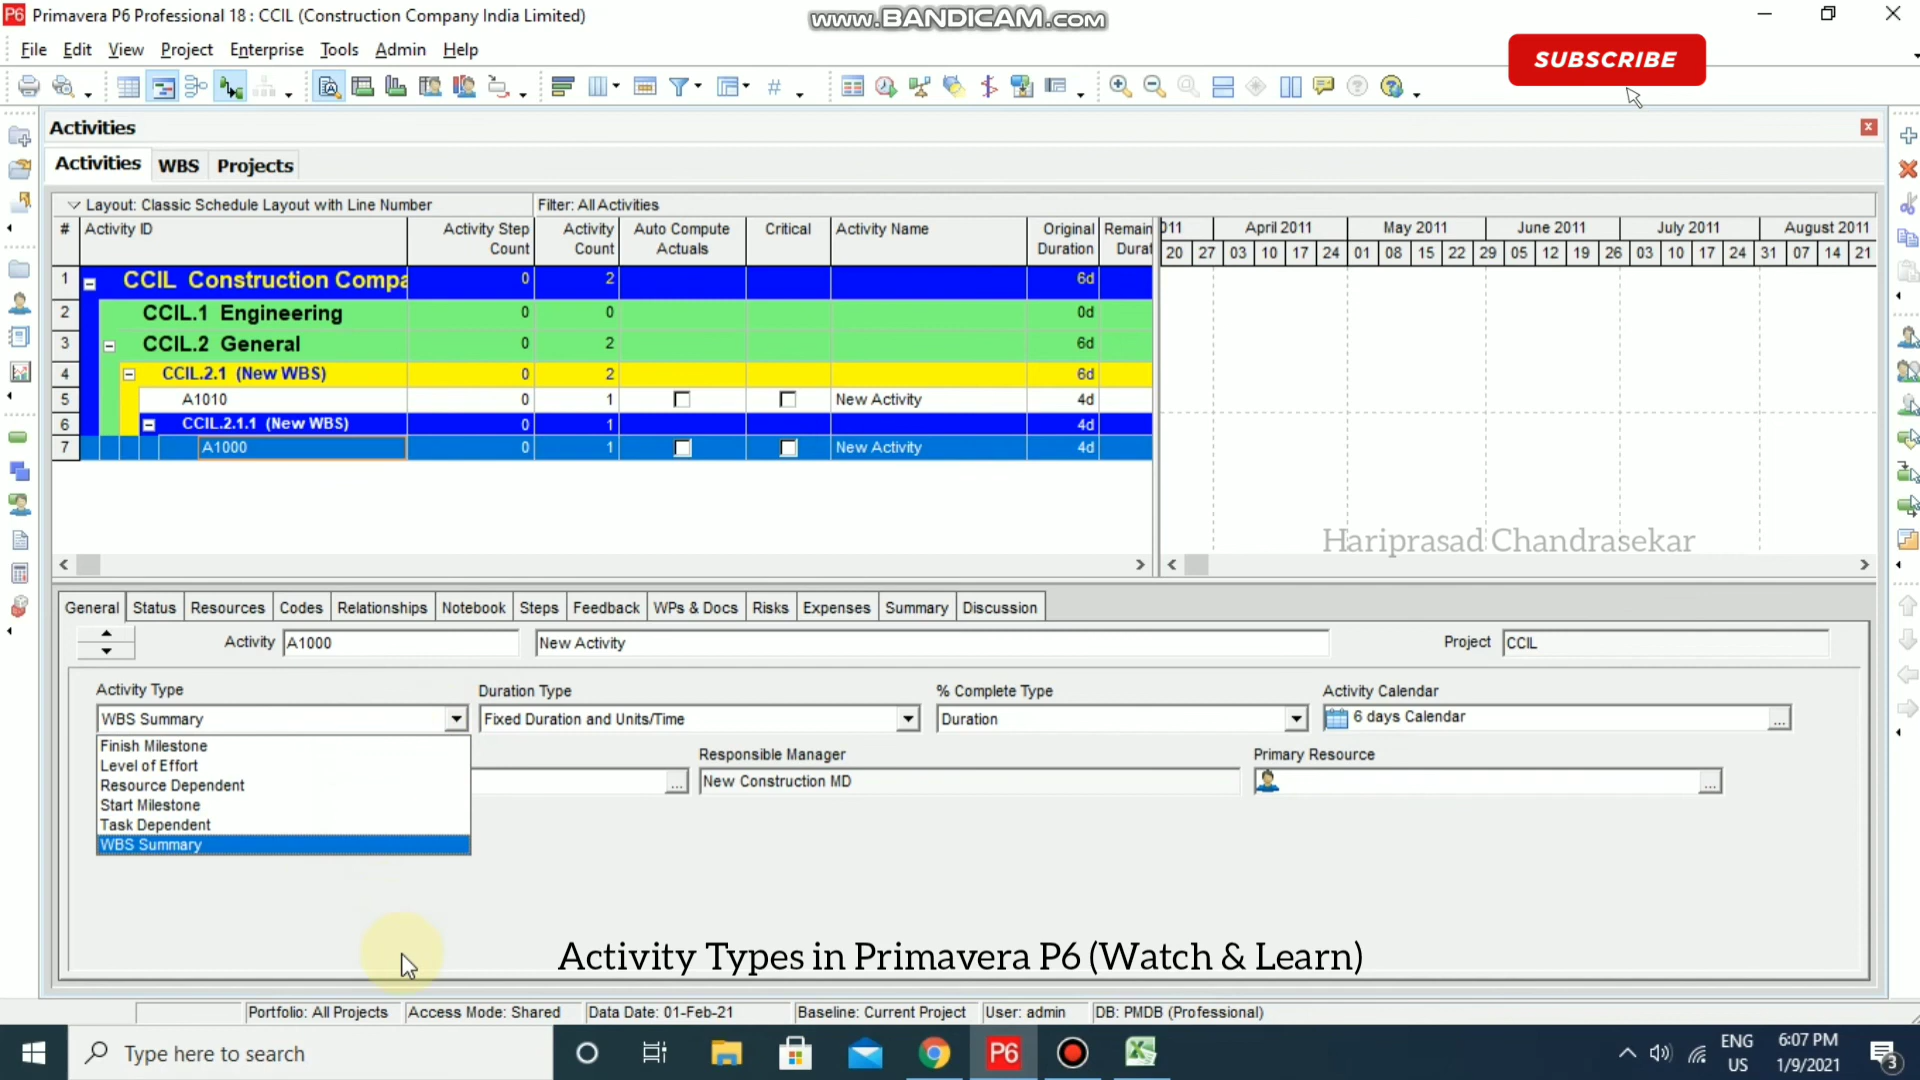 P6 Primavera P6 Professional 18 : CCIL (Construction Company India Limited)
www.BANDICAM.com
File Edit View Project Enterprise Tools Admin Help
SUBSCRIBE
Activities
Activities WBS Projects
Layout: Classic Schedule Layout with Line Number Filter: All Activities
# Activity ID Activity Step Count Activity Count Auto Compute Actuals Critical Activity Name Original Duration Remain Durat
011 April 2011 May 2011 June 2011 July 2011 August 2011
20 27 03 10 17 24 01 08 15 22 29 05 12 19 26 03 10 17 24 31 07 14 21
1 CCIL Construction Compa 0 2 6d
2 CCIL.1 Engineering 0 0 0d
3 CCIL.2 General 0 2 6d
4 CCIL.2.1 (New WBS) 0 2 6d
5 A1010 0 1 New Activity 4d
6 CCIL.2.1.1 (New WBS) 0 1 4d
7 A1000 0 1 New Activity 4d
Hariprasad Chandrasekar
General Status Resources Codes Relationships Notebook Steps Feedback WPs & Docs Risks Expenses Summary Discussion
Activity A1000 New Activity Project CCIL
Activity Type Duration Type % Complete Type Activity Calendar
WBS Summary Fixed Duration and Units/Time Duration 6 days Calendar ...
Finish Milestone
Level of Effort
Resource Dependent
Start Milestone
Task Dependent
WBS Summary
Responsible Manager Primary Resource
... New Construction MD ...
Activity Types in Primavera P6 (Watch & Learn)
Portfolio: All Projects Access Mode: Shared Data Date: 01-Feb-21 Baseline: Current Project User: admin DB: PMDB (Professional)
Type here to search
P6
ENG
US
6:07 PM
1/9/2021
3